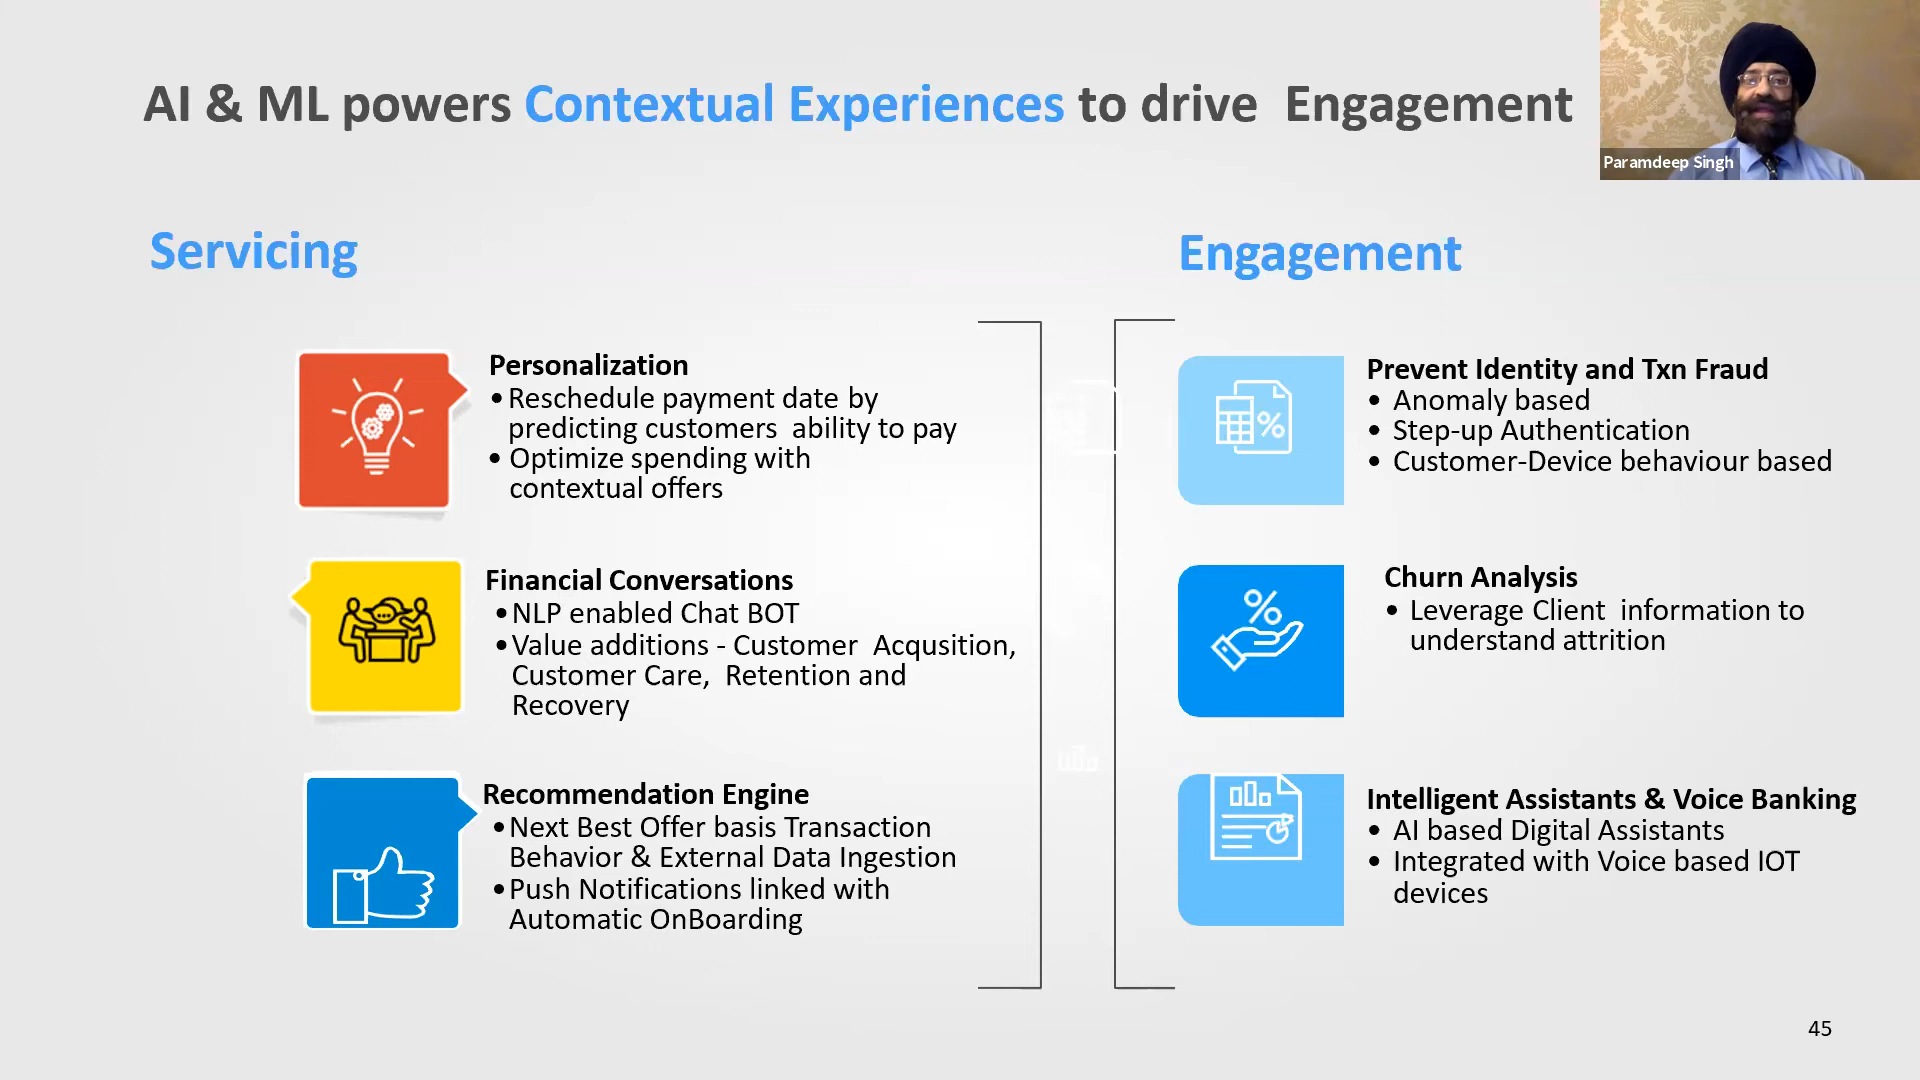 AI & ML powers Contextual Experiences to drive  Engagement
Paramdeep Singh
Servicing
Personalization
• Reschedule payment date by
predicting customers  ability to pay
• Optimize spending with
contextual offers
Financial Conversations
• NLP enabled Chat BOT
• Value additions - Customer  Acqusition,
Customer Care,  Retention and
Recovery
Recommendation Engine
• Next Best Offer basis Transaction
Behavior & External Data Ingestion
• Push Notifications linked with
Automatic OnBoarding
Engagement
Prevent Identity and Txn Fraud
• Anomaly based
• Step-up Authentication
• Customer-Device behaviour based
Churn Analysis
• Leverage Client  information to
understand attrition
Intelligent Assistants & Voice Banking
• AI based Digital Assistants
• Integrated with Voice based IOT
devices
45